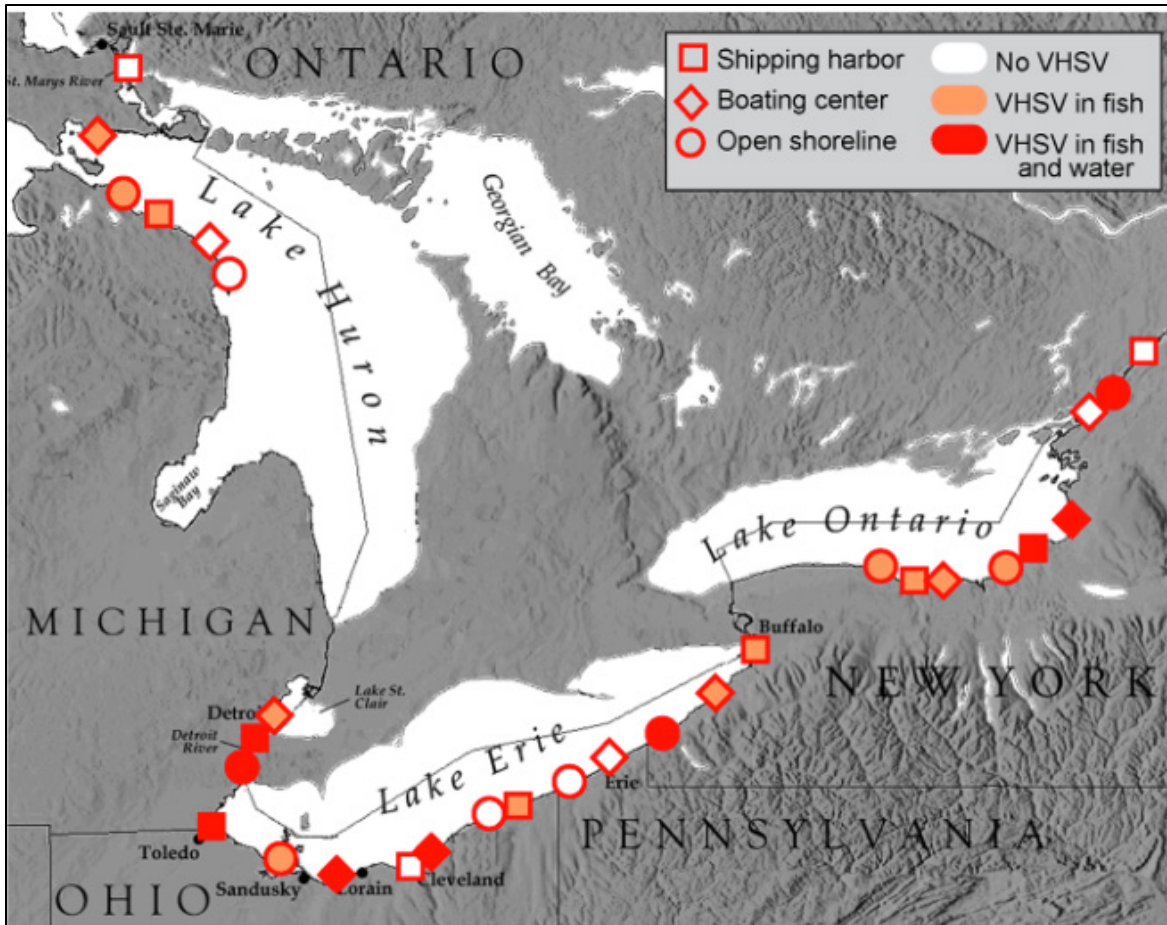 Sault Ste. Marie
ONTARIO
St. Marys River
Shipping harbor
Boating center
Open shoreline
No VHSV
VHSV in fish
VHSV in fish
and water
Lake Huron
Georgian Bay
Saginaw
Bay
Lake Ontario
MICHIGAN
Buffalo
NEW YORK
Lake St.
Clair
Detroi
Detroit
River
Lake Erie
Erie
PENNSYLVANIA
Toledo
Sandusky
Lorain
Cleveland
OHIO